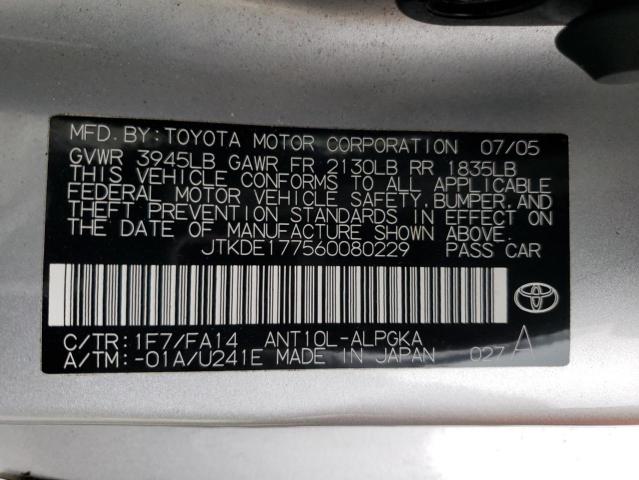 MFD. BY:TOYOTA MOTOR CORPORATION 07/05
GVWR 3945LB GAWR FR 2130LB RR 1835LB
THIS VEHICLE CONFORMS TO ALL APPLICABLE
FEDERAL MOTOR VEHICLE SAFETY,BUMPER,AND
THEFT PREVENTION STANDARDS IN EFFECT ON
THE DATE OF MANUFACTURE SHOWN ABOVE.
JTKDE177560080229 PASS CAR
C/TR:1F7/FA14 ANT10L-ALPGKA
A/TM:-01A/U241E MADE IN JAPAN 027 A